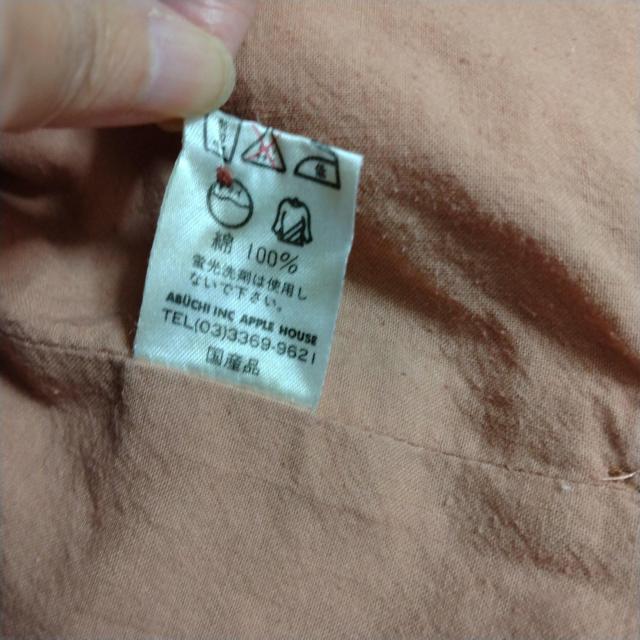 綿 100%
蛍光洗剤は使用し
ないで下さい。
ABUCHI INC APPLE HOUSE
TEL(03)3369-9621
国産品